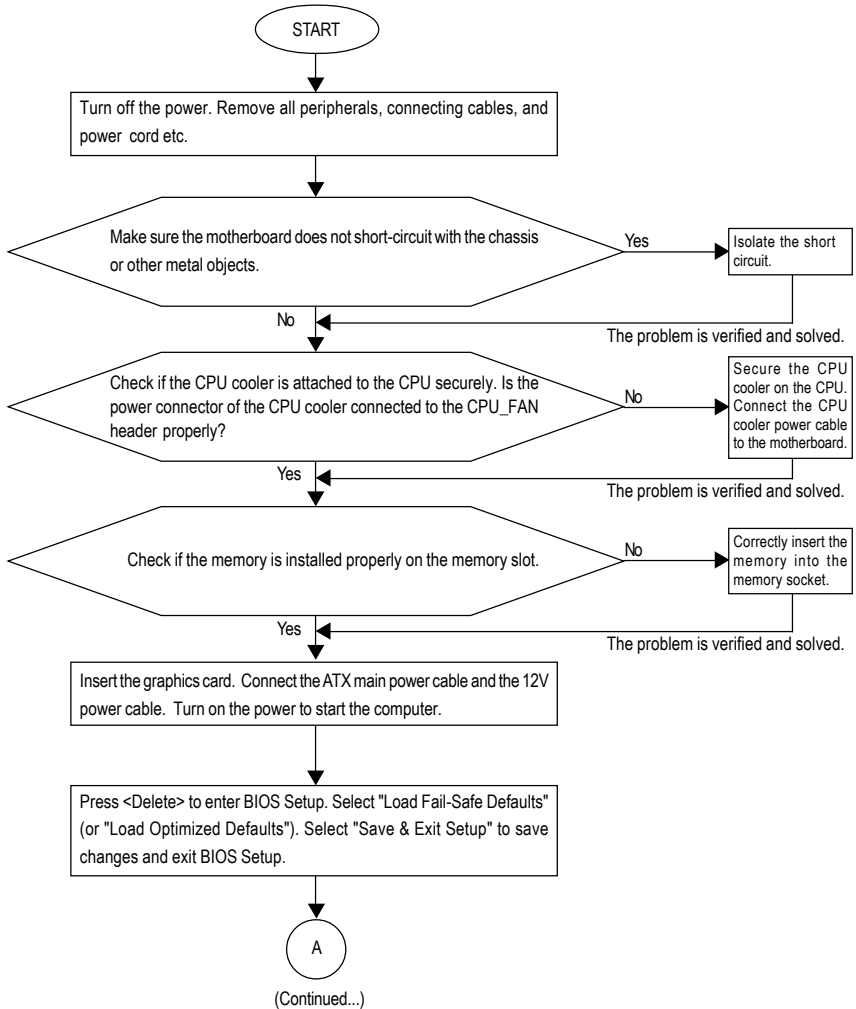 START
Turn off the power. Remove all peripherals, connecting cables, and
power cord etc.
Make sure the motherboard does not short-circuit with the chassis
or other metal objects.
Yes
Isolate the short
circuit.
No
The problem is verified and solved.
Check if the CPU cooler is attached to the CPU securely. Is the
power connector of the CPU cooler connected to the CPU_FAN
header properly?
No
Secure the CPU
cooler on the CPU.
Connect the CPU
cooler power cable
to the motherboard.
Yes
The problem is verified and solved.
Check if the memory is installed properly on the memory slot.
No
Correctly insert the
memory into the
memory socket.
Yes
The problem is verified and solved.
Insert the graphics card. Connect the ATX main power cable and the 12V
power cable. Turn on the power to start the computer.
Press <Delete> to enter BIOS Setup. Select "Load Fail-Safe Defaults"
(or "Load Optimized Defaults"). Select "Save & Exit Setup" to save
changes and exit BIOS Setup.
A
(Continued...)